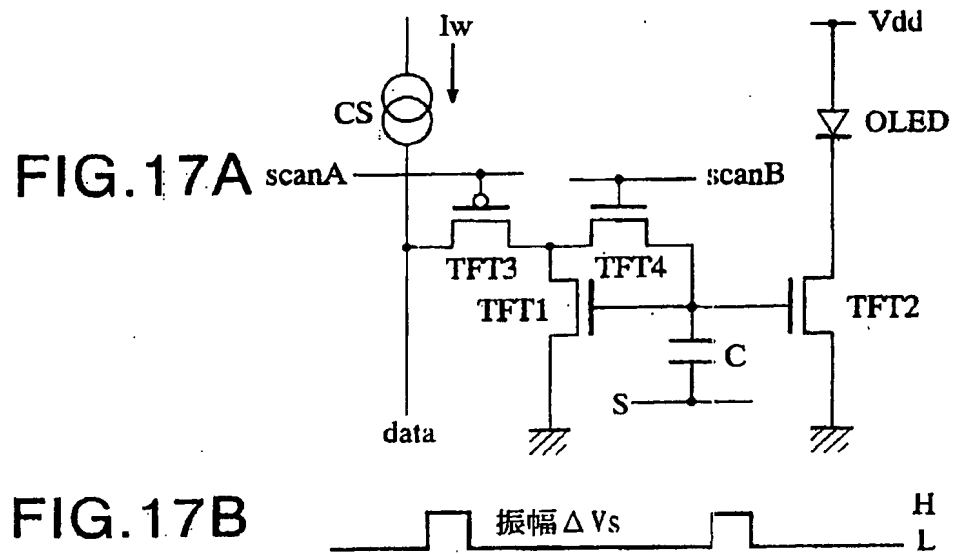 Iw
Vdd
CS
OLED
FIG.17A
scanA
scanB
TFT3
TFT4
TFT1
TFT2
C
S
data
FIG.17B
振幅ΔVs
H
L